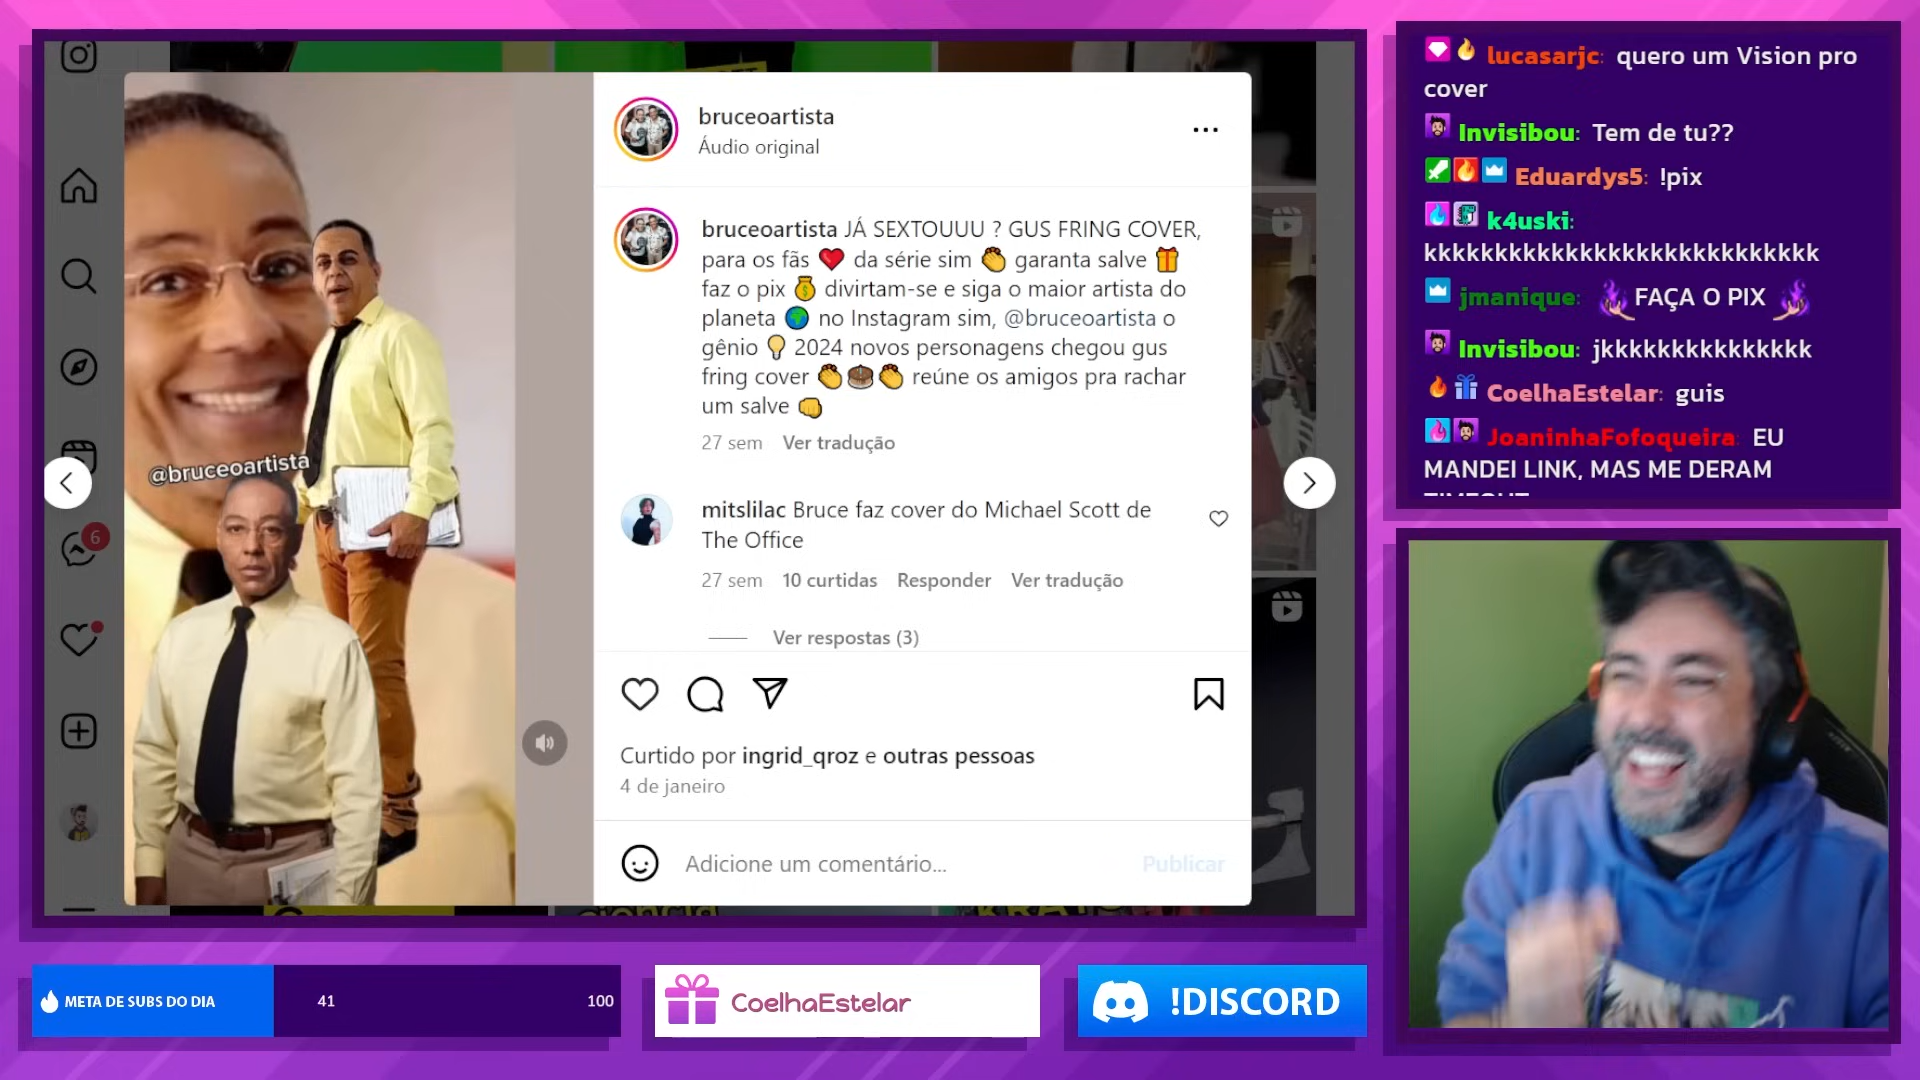 bruceoartista
Áudio original
bruceoartista JÁ SEXTOUUU ? GUS FRING COVER,
para os fãs ❤️ da série sim 👏 garanta salve 🎁
faz o pix 💰 divirtam-se e siga o maior artista do
planeta 🌍 no Instagram sim, @bruceoartista o
gênio 💡 2024 novos personagens chegou gus
fring cover 👏🎂👏 reúne os amigos pra rachar
um salve 👊
27 sem Ver tradução
mitslilac Bruce faz cover do Michael Scott de
The Office
27 sem 10 curtidas Responder Ver tradução
Ver respostas (3)
Curtido por ingrid_qroz e outras pessoas
4 de janeiro
Adicione um comentário...
Publicar
@bruceoartista
6
lucasarjc: quero um Vision pro
cover
Invisibou: Tem de tu??
Eduardys5: !pix
k4uski:
kkkkkkkkkkkkkkkkkkkkkkkkkkkk
jmanique: FAÇA O PIX
Invisibou: jkkkkkkkkkkkkkkk
CoelhaEstelar: guis
JoaninhaFofoqueira: EU
MANDEI LINK, MAS ME DERAM
META DE SUBS DO DIA
41
100
CoelhaEstelar
!DISCORD